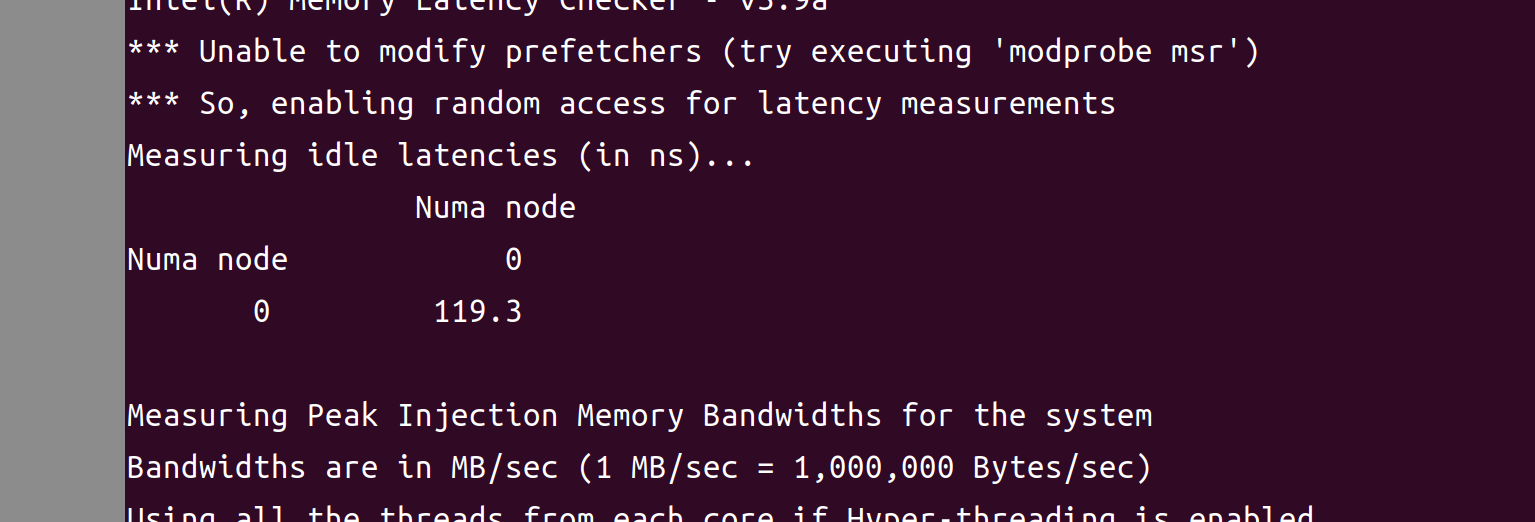 Intel(R) Memory Latency Checker - v3.9a
*** Unable to modify prefetchers (try executing 'modprobe msr')
*** So, enabling random access for latency measurements
Measuring idle latencies (in ns)...
Numa node
Numa node 0
0 119.3
Measuring Peak Injection Memory Bandwidths for the system
Bandwidths are in MB/sec (1 MB/sec = 1,000,000 Bytes/sec)
Using all the threads from each core if Hyper-threading is enabled